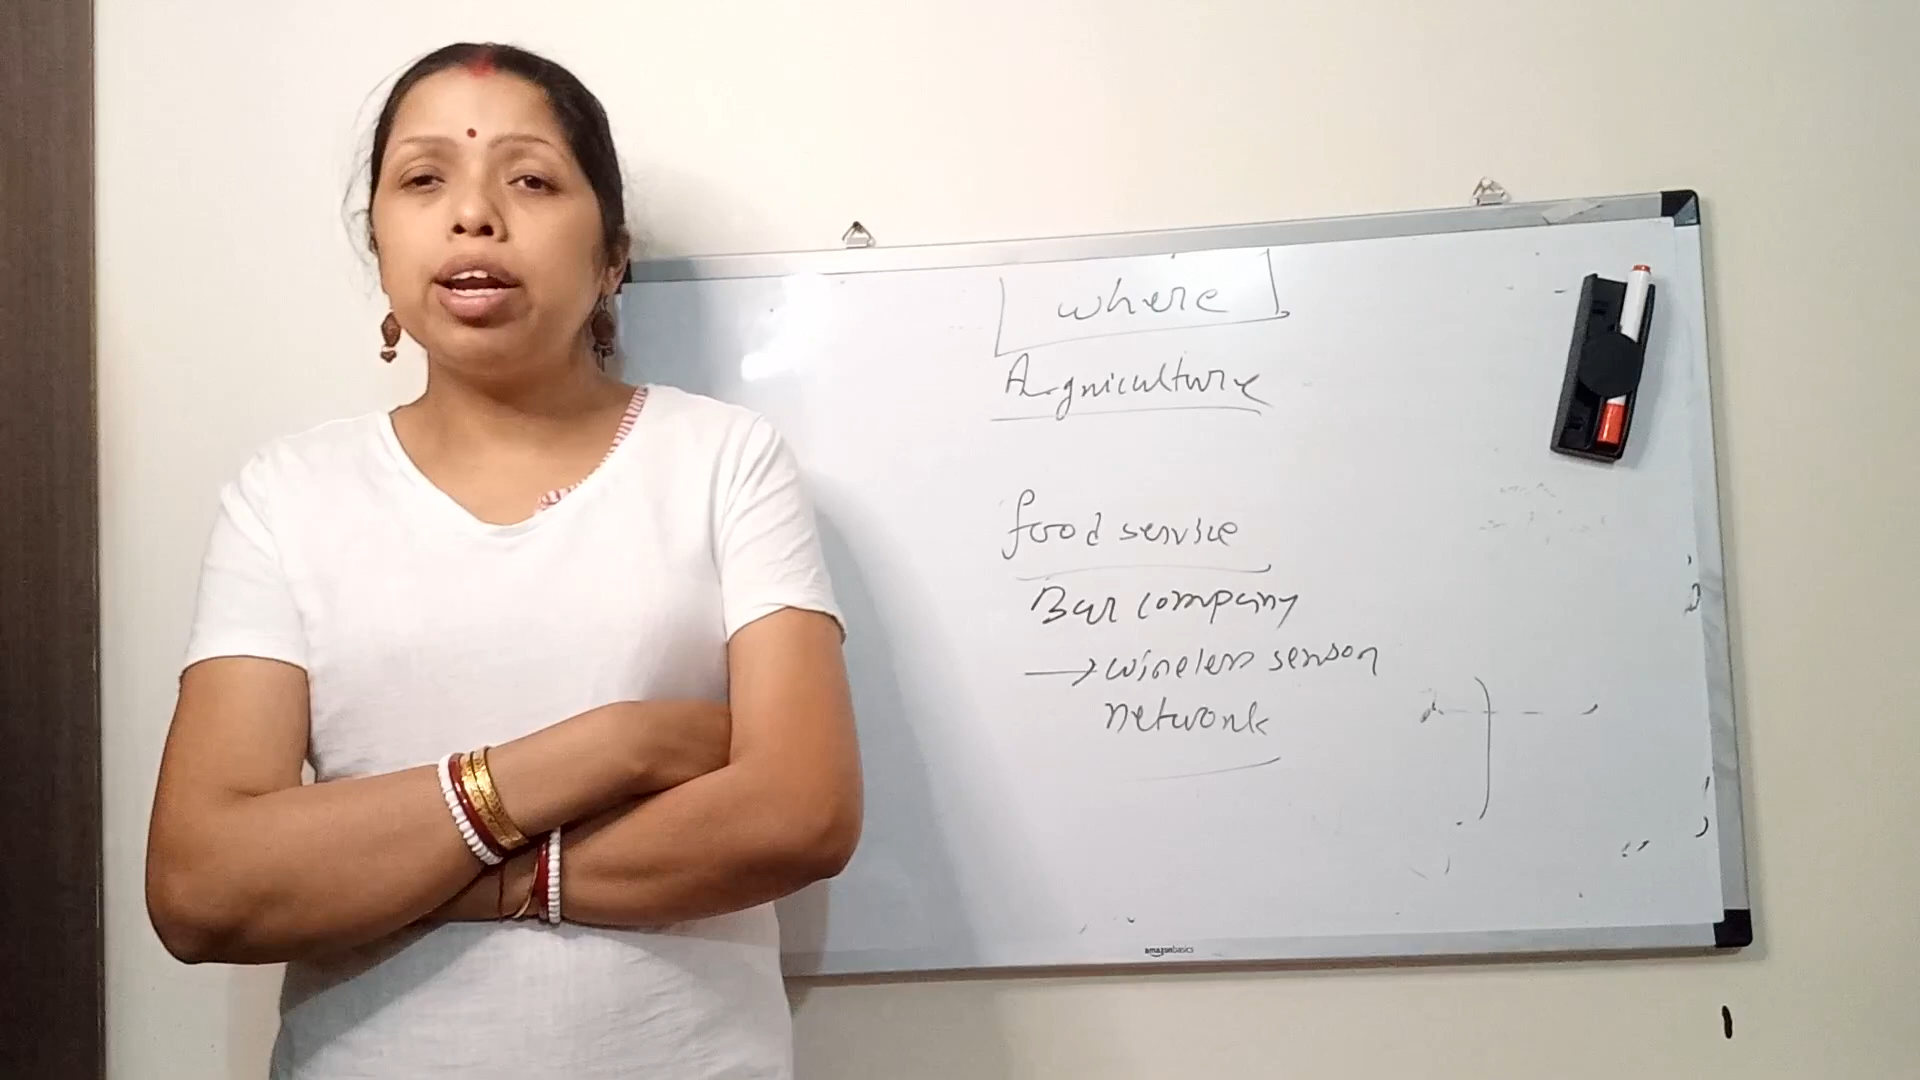 where
Agriculture
food service
Bar company
→ wireless sensor
network
amazonbasics